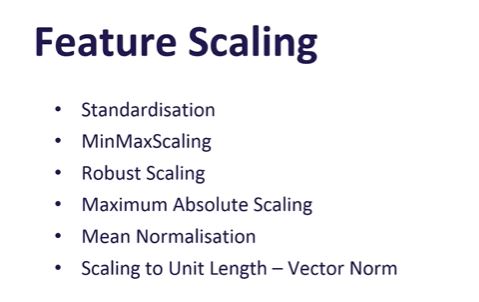 Feature Scaling
• Standardisation
• MinMaxScaling
• Robust Scaling
• Maximum Absolute Scaling
• Mean Normalisation
• Scaling to Unit Length – Vector Norm